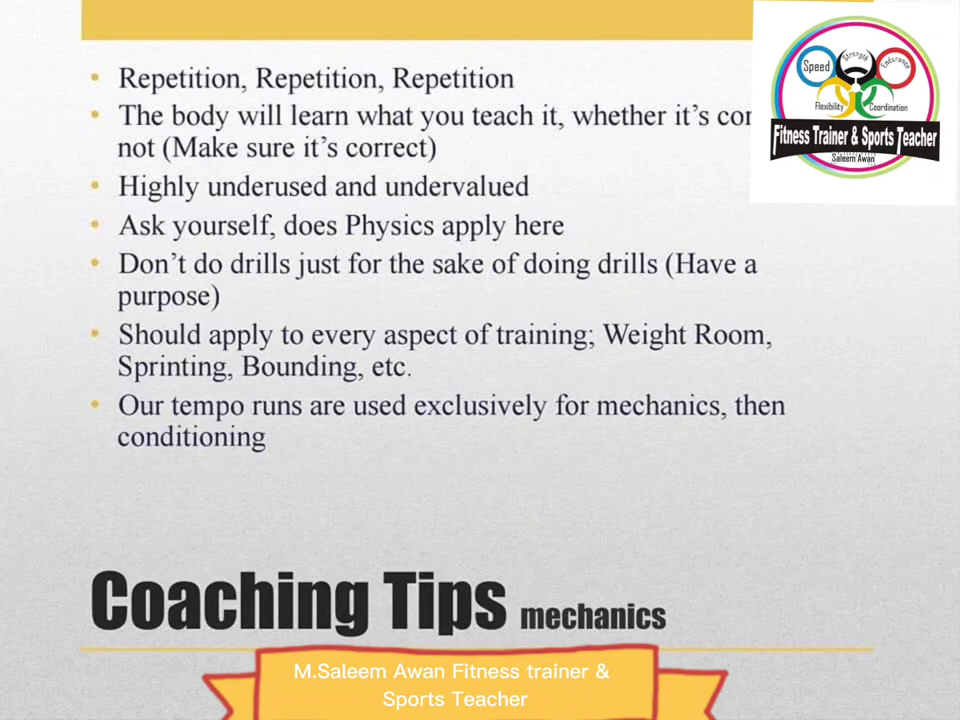 • Repetition, Repetition, Repetition
• The body will learn what you teach it, whether it's
not (Make sure it's correct)
• Highly underused and undervalued
• Ask yourself, does Physics apply here
• Don't do drills just for the sake of doing drills (Have a
purpose)
• Should apply to every aspect of training; Weight Room,
Sprinting, Bounding, etc.
• Our tempo runs are used exclusively for mechanics, then
conditioning
Speed
Strength
Endurance
Flexibility
Coordination
Fitness Trainer & Sports Teacher
Saleem Awan
Coaching Tips mechanics
M.Saleem Awan Fitness trainer &
Sports Teacher